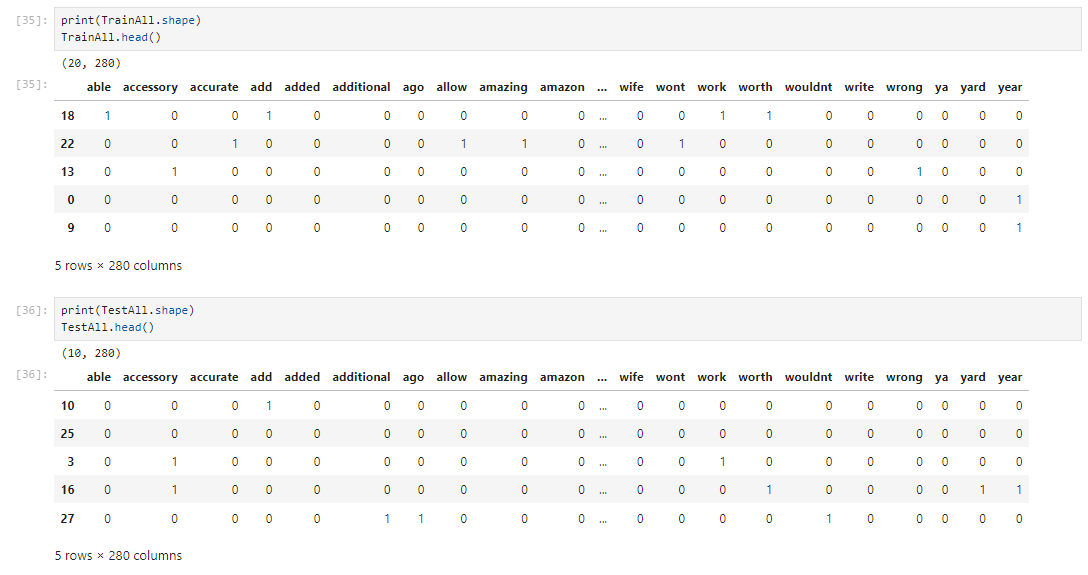 [35]: print(TrainAll.shape)
TrainAll.head()
(20, 280)
[35]: able accessory accurate add added additional ago allow amazing amazon ... wife wont work worth wouldnt write wrong ya yard year
18 1 0 0 1 0 0 0 0 0 0 ... 0 0 1 1 0 0 0 0 0 0
22 0 0 1 0 0 0 0 1 1 0 ... 0 1 0 0 0 0 0 0 0 0
13 0 1 0 0 0 0 0 0 0 0 ... 0 0 0 0 0 0 1 0 0 0
0 0 0 0 0 0 0 0 0 0 0 ... 0 0 0 0 0 0 0 0 0 1
9 0 0 0 0 0 0 0 0 0 0 ... 0 0 0 0 0 0 0 0 0 1
5 rows × 280 columns
[36]: print(TestAll.shape)
TestAll.head()
(10, 280)
[36]: able accessory accurate add added additional ago allow amazing amazon ... wife wont work worth wouldnt write wrong ya yard year
10 0 0 0 1 0 0 0 0 0 0 ... 0 0 0 0 0 0 0 0 0 0
25 0 0 0 0 0 0 0 0 0 0 ... 0 0 0 0 0 0 0 0 0 0
3 0 1 0 0 0 0 0 0 0 0 ... 0 0 1 0 0 0 0 0 0 0
16 0 1 0 0 0 0 0 0 0 0 ... 0 0 0 1 0 0 0 0 1 1
27 0 0 0 0 0 1 1 0 0 0 ... 0 0 0 0 1 0 0 0 0 0
5 rows × 280 columns